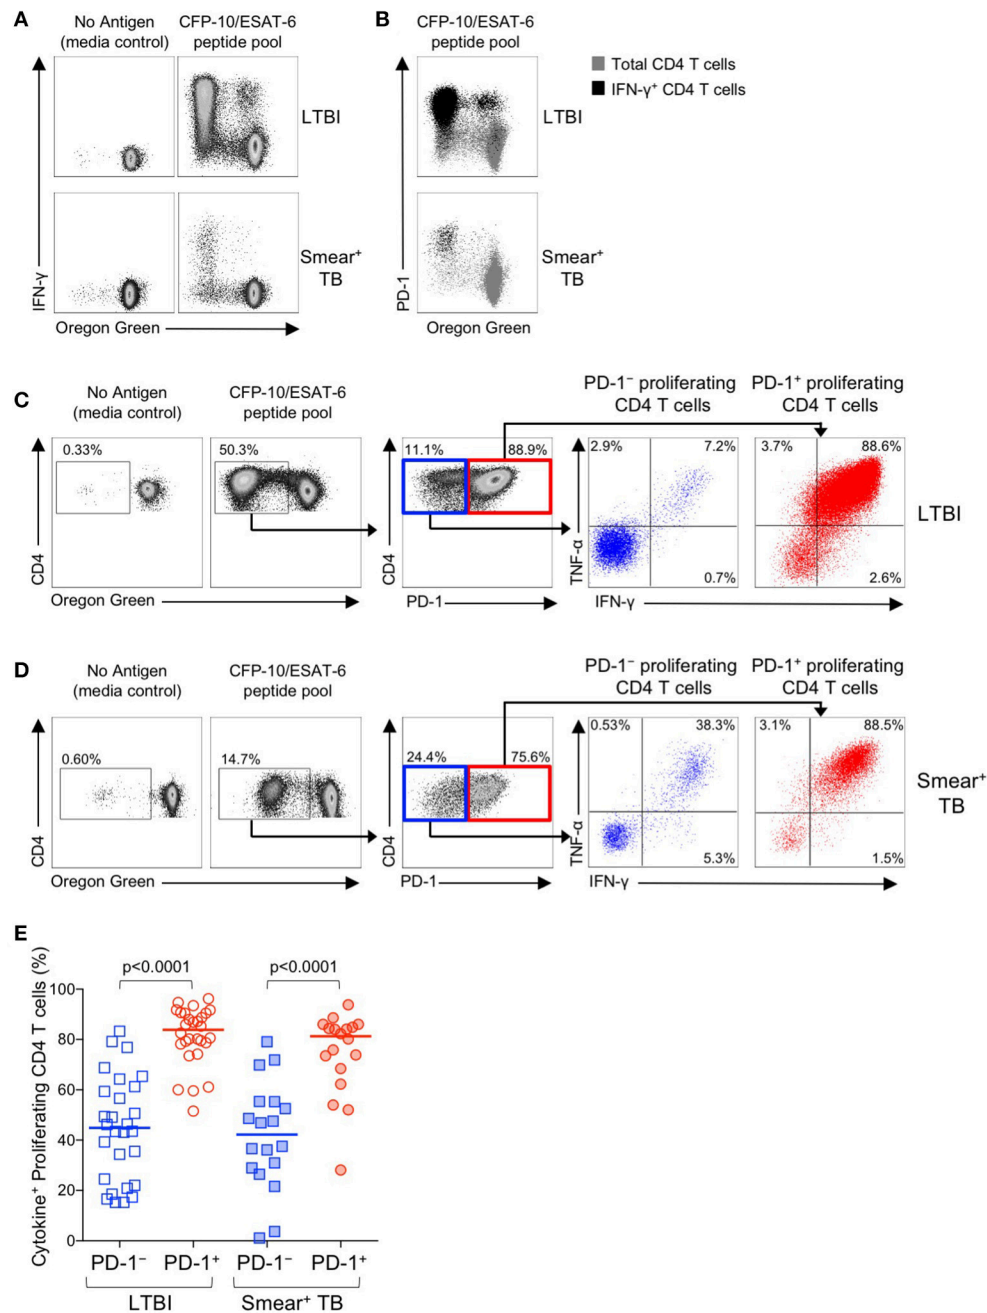 A
No Antigen
(media control)
CFP-10/ESAT-6
peptide pool
LTBI
Smear⁺
TB
IFN-γ
Oregon Green
B
CFP-10/ESAT-6
peptide pool
Total CD4 T cells
IFN-γ⁺ CD4 T cells
LTBI
Smear⁺
TB
PD-1
Oregon Green
C
No Antigen
(media control)
CFP-10/ESAT-6
peptide pool
PD-1⁻ proliferating
CD4 T cells
PD-1⁺ proliferating
CD4 T cells
0.33%
50.3%
11.1% 88.9%
2.9% 7.2%
0.7%
3.7% 88.6%
2.6%
LTBI
CD4
Oregon Green
CD4
PD-1
TNF-α
IFN-γ
D
No Antigen
(media control)
CFP-10/ESAT-6
peptide pool
PD-1⁻ proliferating
CD4 T cells
PD-1⁺ proliferating
CD4 T cells
0.60%
14.7%
24.4% 75.6%
0.53% 38.3%
5.3%
3.1% 88.5%
1.5%
Smear⁺
TB
CD4
Oregon Green
CD4
PD-1
TNF-α
IFN-γ
E
Cytokine⁺ Proliferating CD4 T cells (%)
p<0.0001 p<0.0001
100
80
60
40
20
0
PD-1⁻ PD-1⁺ PD-1⁻ PD-1⁺
LTBI Smear⁺ TB